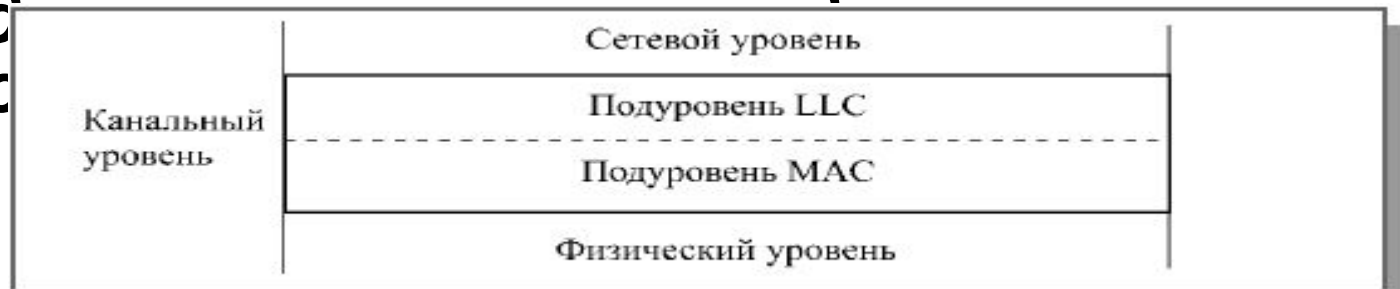 Сетевой уровень
Подуровень LLC
Канальный
уровень
Подуровень MAC
Физический уровень